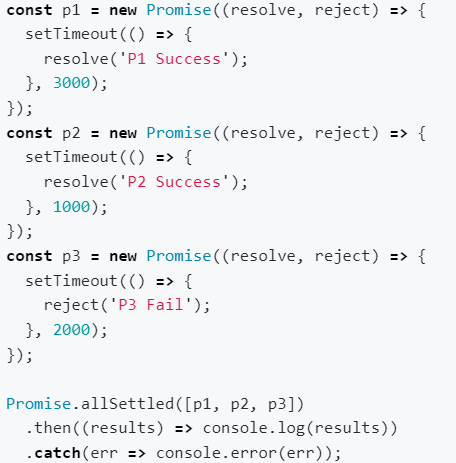 const p1 = new Promise((resolve, reject) => {
  setTimeout(() => {
    resolve('P1 Success');
  }, 3000);
});
const p2 = new Promise((resolve, reject) => {
  setTimeout(() => {
    resolve('P2 Success');
  }, 1000);
});
const p3 = new Promise((resolve, reject) => {
  setTimeout(() => {
    reject('P3 Fail');
  }, 2000);
});

Promise.allSettled([p1, p2, p3])
  .then((results) => console.log(results))
  .catch(err => console.error(err));